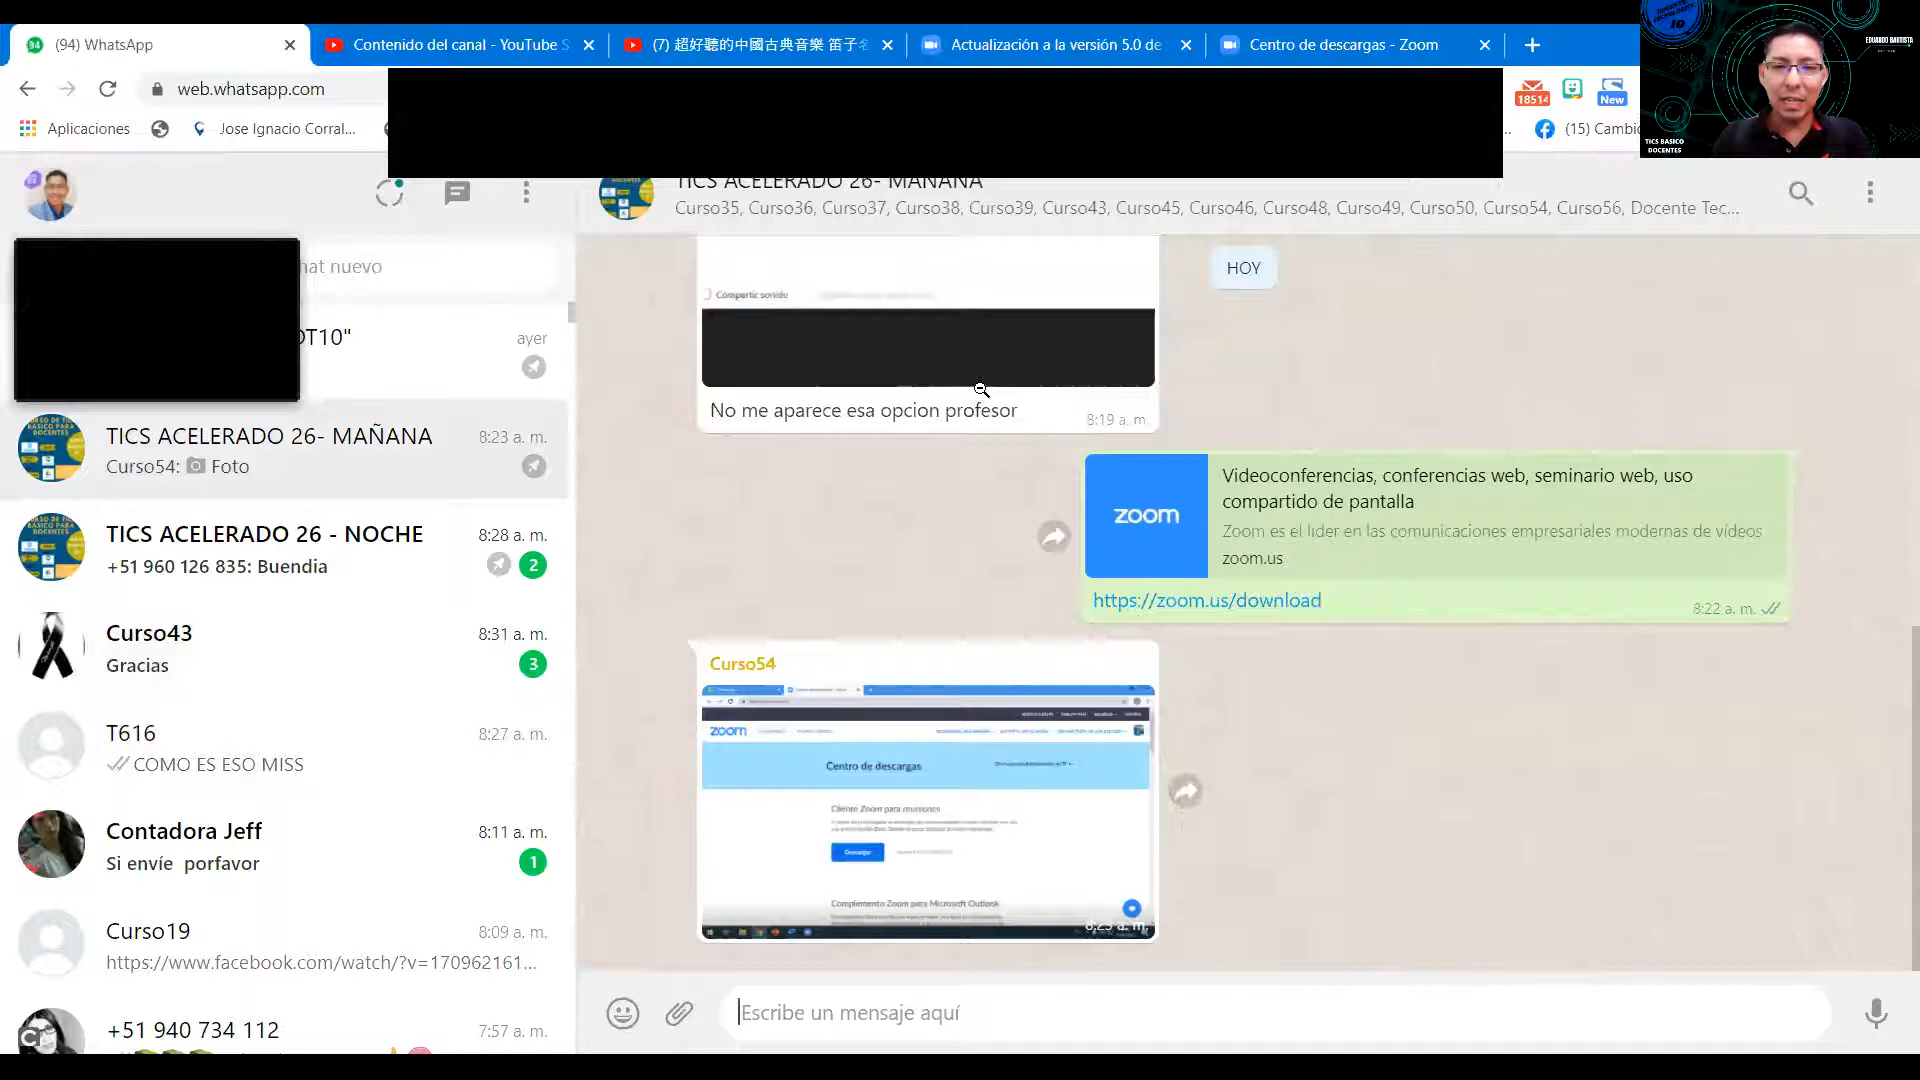 (94) WhatsApp
Contenido del canal - YouTube S
(7) 超好聽的中國古典音樂 笛子名
Actualización a la versión 5.0 de
Centro de descargas - Zoom
web.whatsapp.com
18514
New
Aplicaciones
Jose Ignacio Corral...
(15) Cambio
EDUARDO BAUTISTA
TICS BASICO
DOCENTES
TICS ACELERADO 26- MAÑANA
Curso35, Curso36, Curso37, Curso38, Curso39, Curso43, Curso45, Curso46, Curso48, Curso49, Curso50, Curso54, Curso56, Docente Tec...
hat nuevo
OT10"
ayer
TICS ACELERADO 26- MAÑANA
8:23 a. m.
Curso54: Foto
TICS ACELERADO 26 - NOCHE
8:28 a. m.
+51 960 126 835: Buendia
2
Curso43
8:31 a. m.
Gracias
3
T616
8:27 a. m.
COMO ES ESO MISS
Contadora Jeff
8:11 a. m.
Si envíe porfavor
1
Curso19
8:09 a. m.
https://www.facebook.com/watch/?v=170962161...
+51 940 734 112
7:57 a. m.
HOY
Compartir sonido
No me aparece esa opcion profesor
8:19 a. m.
zoom
Videoconferencias, conferencias web, seminario web, uso
compartido de pantalla
Zoom es el líder en las comunicaciones empresariales modernas de vídeos
zoom.us
https://zoom.us/download
8:22 a. m.
Curso54
zoom
Centro de descargas
Cliente Zoom para reuniones
Descargar
Complemento Zoom para Microsoft Outlook
8:23 a. m.
Escribe un mensaje aquí